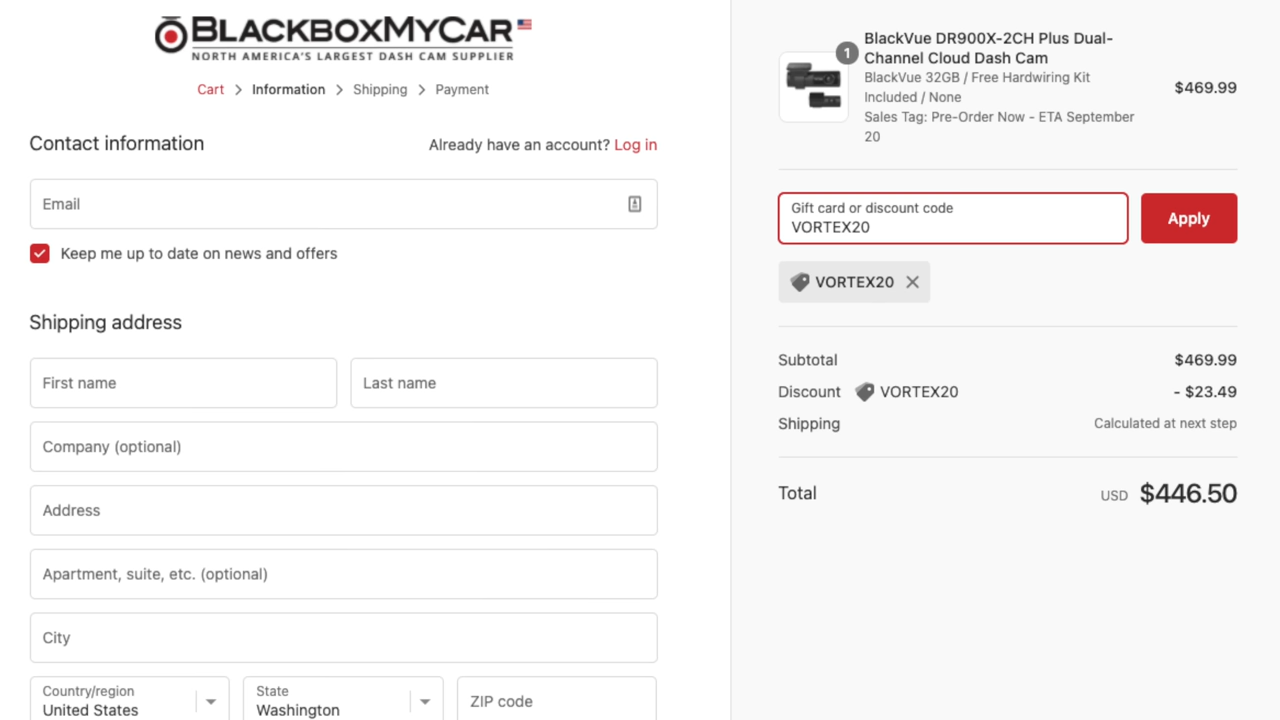 BLACKBOXMYCAR
NORTH AMERICA'S LARGEST DASH CAM SUPPLIER
Cart > Information > Shipping > Payment
Contact information
Already have an account? Log in
Email
Keep me up to date on news and offers
Shipping address
First name
Last name
Company (optional)
Address
Apartment, suite, etc. (optional)
City
Country/region
United States
State
Washington
ZIP code
1
BlackVue DR900X-2CH Plus Dual-
Channel Cloud Dash Cam
BlackVue 32GB / Free Hardwiring Kit
Included / None
Sales Tag: Pre-Order Now - ETA September
20
$469.99
Gift card or discount code
VORTEX20
Apply
VORTEX20
Subtotal $469.99
Discount VORTEX20 - $23.49
Shipping Calculated at next step
Total USD $446.50